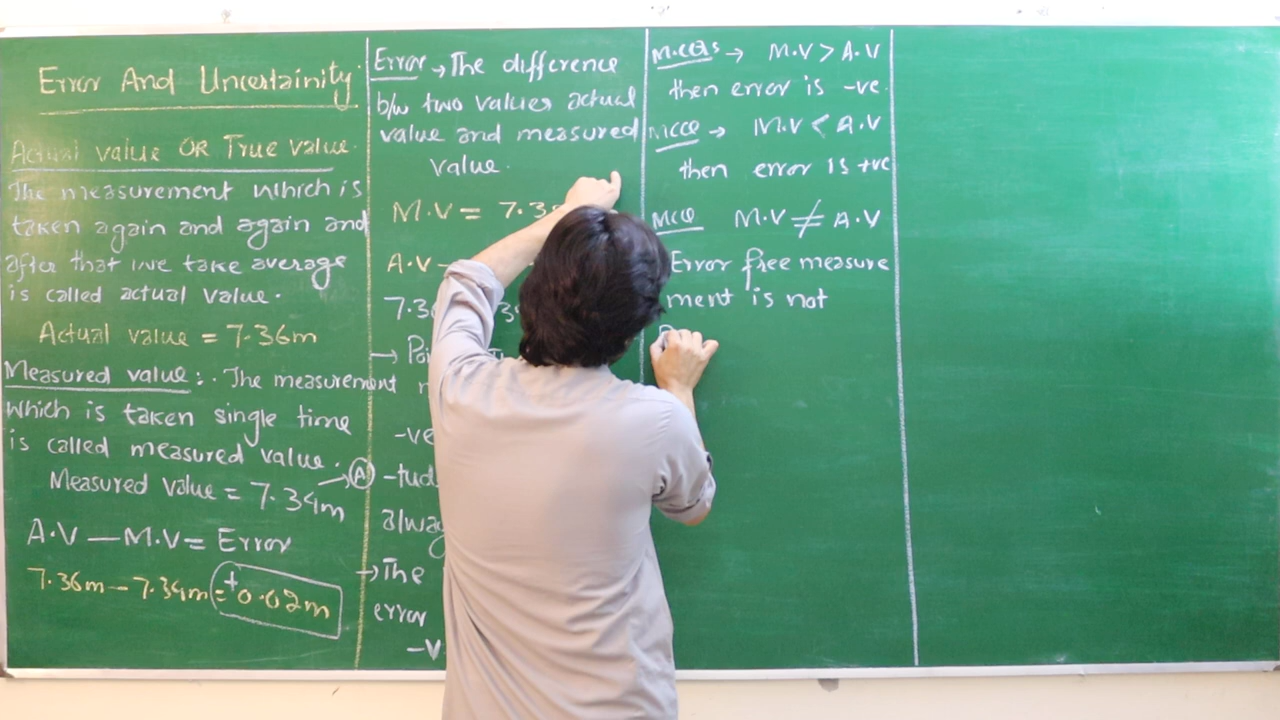 Error And Uncertainity
Actual value OR True value.
The measurement which is
taken again and again and
after that we take average
is called actual value.
Actual value = 7.36m
Measured value:. The measurement
which is taken single time
is called measured value.
Measured value = 7.34m
A.V — M.V = Error
7.36m — 7.34m = +0.02m
Error → The difference
b/w two values actual
value and measured
value.
M.V = 7.3
A.V
7.3
→
-ve
A -tud
alway
→ The
error
-v
→ M.V > A.V
then error is -ve.
→ M.V < A.V
then error is +ve
M.V ≠ A.V
Error free measure
ment is not